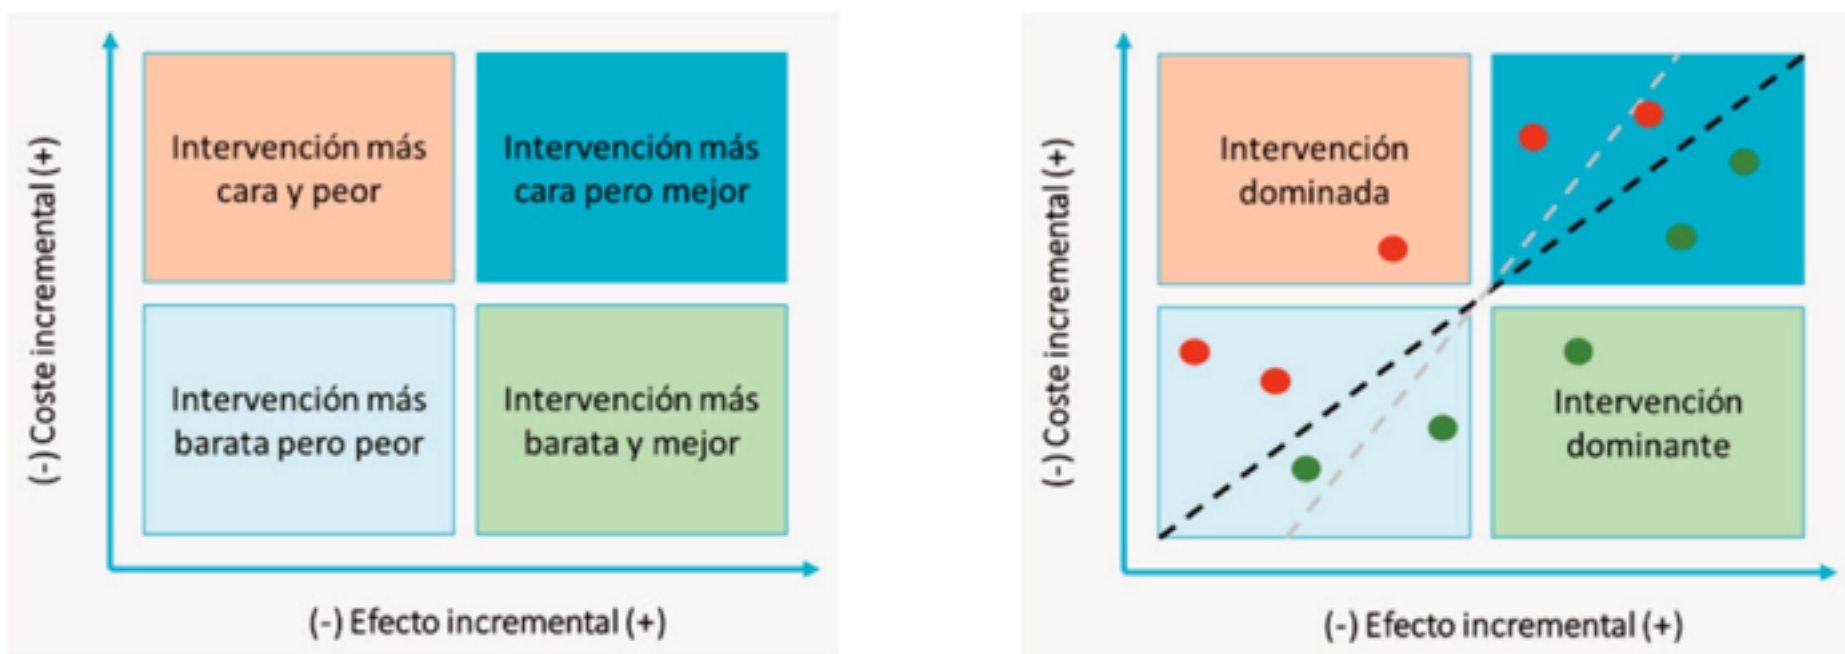 (-) Coste incremental (+)
Intervención más
cara y peor
Intervención más
cara pero mejor
Intervención más
barata pero peor
Intervención más
barata y mejor
(-) Efecto incremental (+)
(-) Coste incremental (+)
Intervención
dominada
Intervención
dominante
(-) Efecto incremental (+)